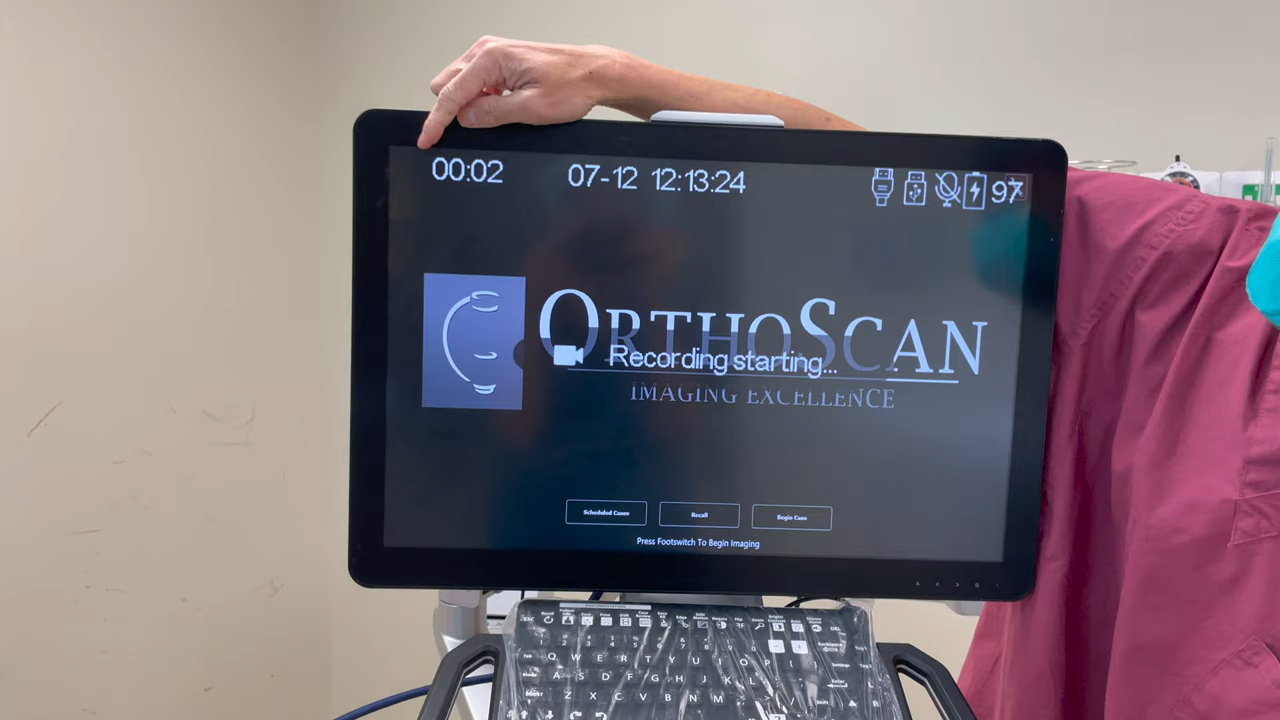 00:02 07-12 12:13:24 97
ORTHOSCAN
Recording starting...
IMAGING EXCELLENCE
Scheduled Cases Recall Begin Case
Press Footswitch To Begin Imaging
DOCUMENTATION
Q W E R T Y U I O P [
A S D F G H J K L
Z X C V B N M